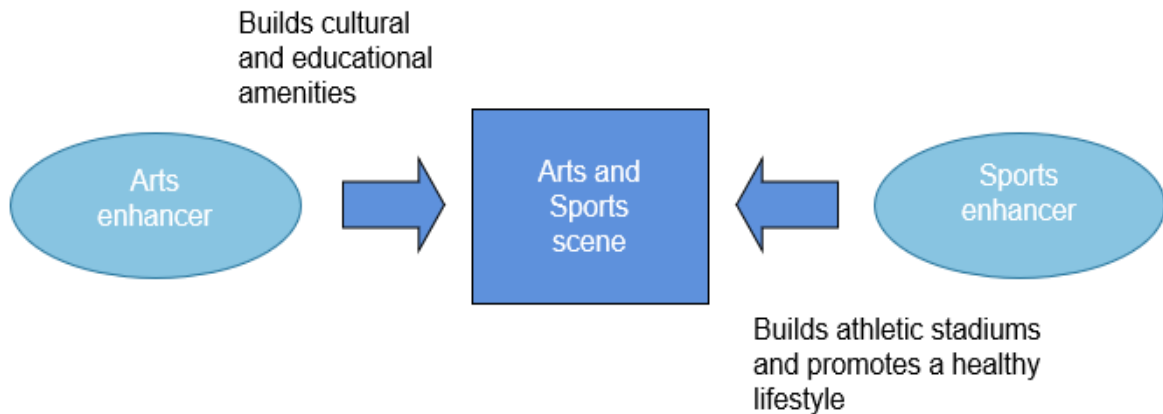 Builds cultural
and educational
amenities
Arts
enhancer
Arts and
Sports
scene
Sports
enhancer
Builds athletic stadiums
and promotes a healthy
lifestyle